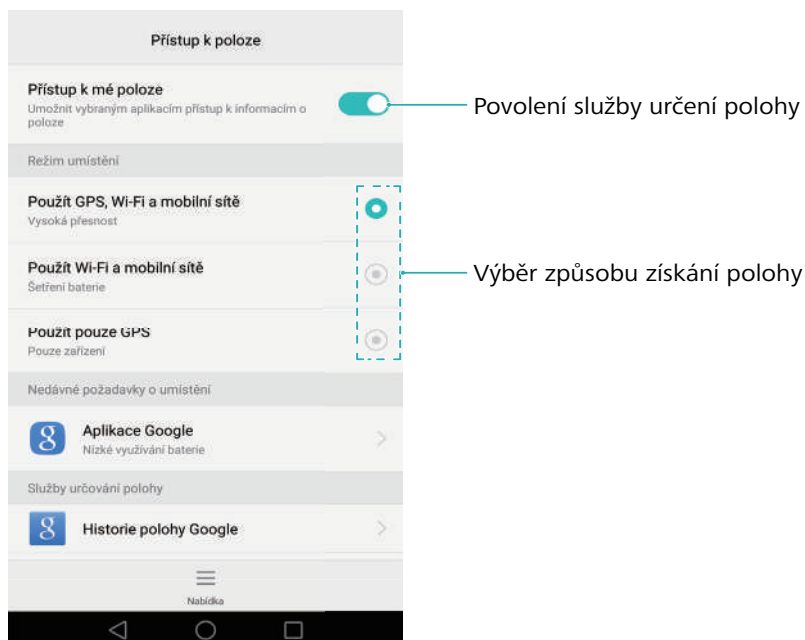 Přístup k poloze
Přístup k mé poloze
Umožnit vybraným aplikacím přístup k informacím o
poloze
Povolení služby určení polohy
Režim umístění
Použít GPS, Wi-Fi a mobilní sítě
Vysoká přesnost
Použít Wi-Fi a mobilní sítě
Šetření baterie
Výběr způsobu získání polohy
Použít pouze GPS
Pouze zařízení
Nedávné požadavky o umístění
Aplikace Google
Nízké využívání baterie
Služby určování polohy
Historie polohy Google
Nabídka